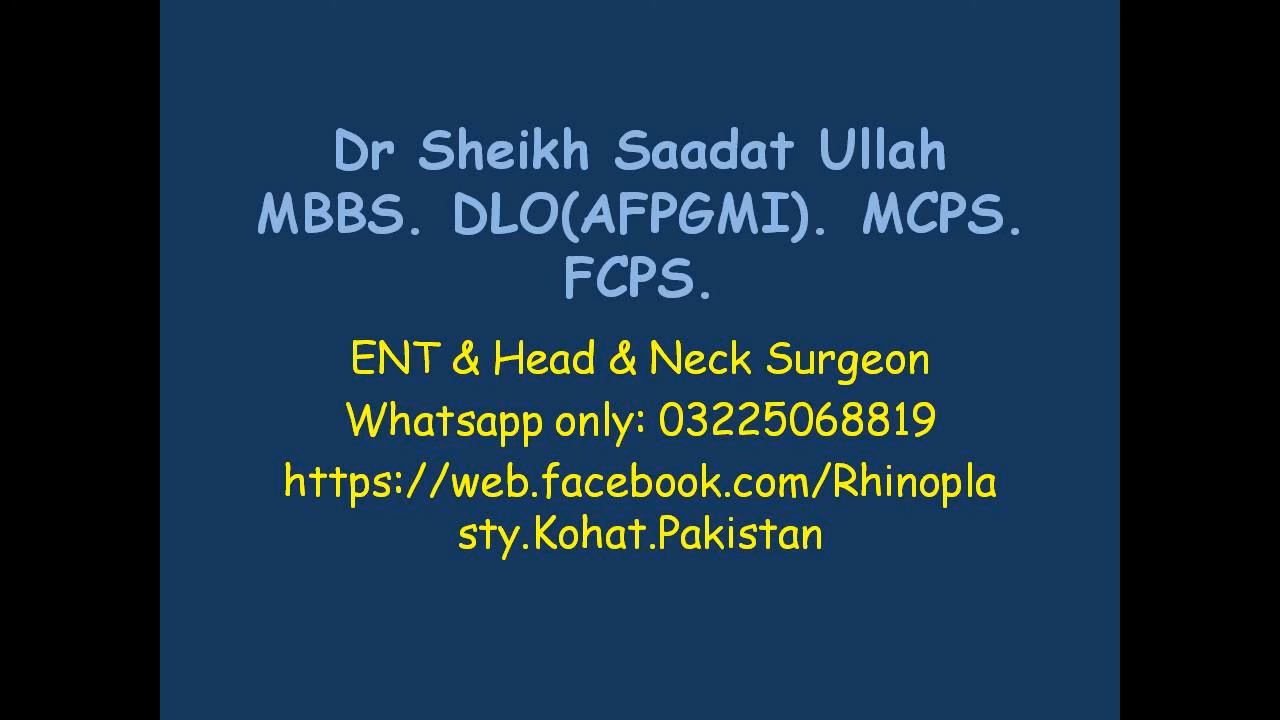 Dr Sheikh Saadat Ullah
MBBS. DLO(AFPGMI). MCPS.
FCPS.
ENT & Head & Neck Surgeon
Whatsapp only: 03225068819
https://web.facebook.com/Rhinopla
sty.Kohat.Pakistan